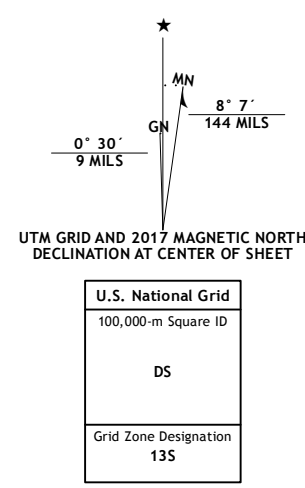 ★
MN
GN
8° 7´
144 MILS
0° 30´
9 MILS
UTM GRID AND 2017 MAGNETIC NORTH
DECLINATION AT CENTER OF SHEET
U.S. National Grid
100,000-m Square ID
DS
Grid Zone Designation
13S